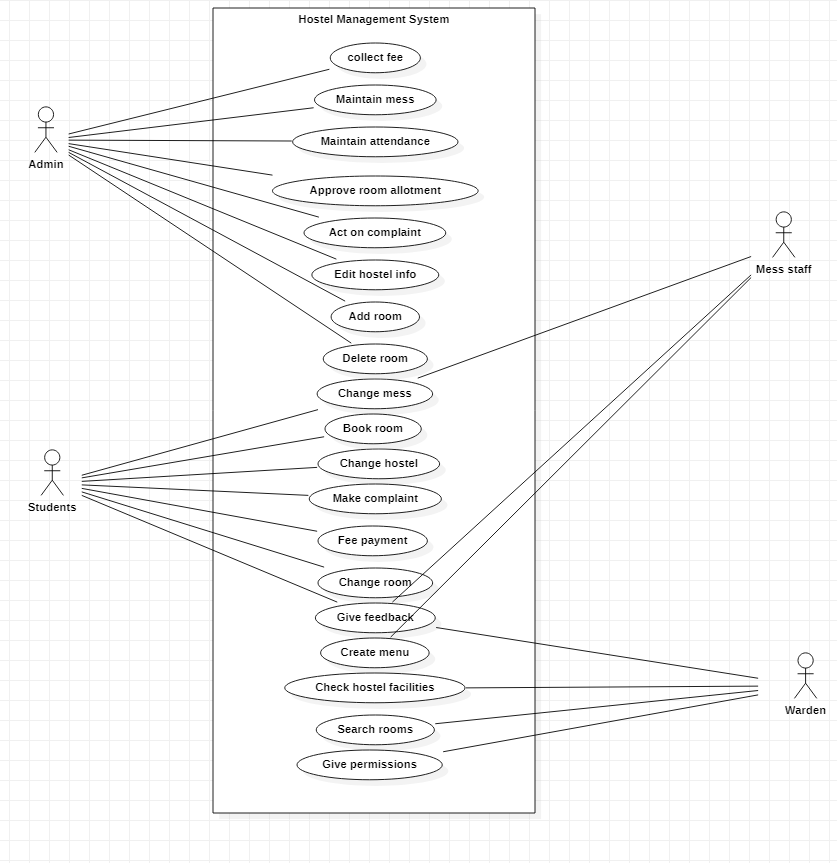 Hostel Management System
collect fee
Maintain mess
Maintain attendance
Admin
Approve room allotment
Act on complaint
Mess staff
Edit hostel info
Add room
Delete room
Change mess
Book room
Change hostel
Make complaint
Students
Fee payment
Change room
Give feedback
Create menu
Check hostel facilities
Warden
Search rooms
Give permissions